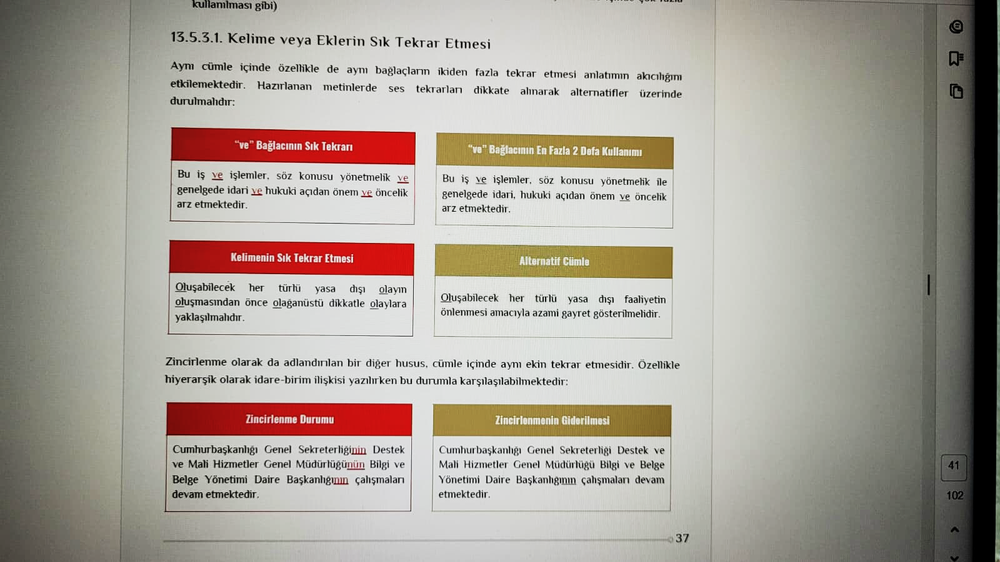 kullanılması gibi)
13.5.3.1. Kelime veya Eklerin Sık Tekrar Etmesi
Aynı cümle içinde özellikle de aynı bağlaçların ikiden fazla tekrar etmesi anlatımın akıcılığını
etkilemektedir. Hazırlanan metinlerde ses tekrarları dikkate alınarak alternatifler üzerinde
durulmalıdır:
“ve” Bağlacının Sık Tekrarı
Bu iş ve işlemler, söz konusu yönetmelik ve
genelgede idari ve hukuki açıdan önem ve öncelik
arz etmektedir.
“ve” Bağlacının En Fazla 2 Defa Kullanımı
Bu iş ve işlemler, söz konusu yönetmelik ile
genelgede idari, hukuki açıdan önem ve öncelik
arz etmektedir.
Kelimenin Sık Tekrar Etmesi
Oluşabilecek her türlü yasa dışı olayın
oluşmasından önce olağanüstü dikkatle olaylara
yaklaşılmalıdır.
Alternatif Cümle
Oluşabilecek her türlü yasa dışı faaliyetin
önlenmesi amacıyla azami gayret gösterilmelidir.
Zincirlenme olarak da adlandırılan bir diğer husus, cümle içinde aynı ekin tekrar etmesidir. Özellikle
hiyerarşik olarak idare-birim ilişkisi yazılırken bu durumla karşılaşılabilmektedir:
Zincirlenme Durumu
Cumhurbaşkanlığı Genel Sekreterliğinin Destek
ve Mali Hizmetler Genel Müdürlüğünün Bilgi ve
Belge Yönetimi Daire Başkanlığının çalışmaları
devam etmektedir.
Zincirlenmenin Giderilmesi
Cumhurbaşkanlığı Genel Sekreterliği Destek ve
Mali Hizmetler Genel Müdürlüğü Bilgi ve Belge
Yönetimi Daire Başkanlığının çalışmaları devam
etmektedir.
37
41
102